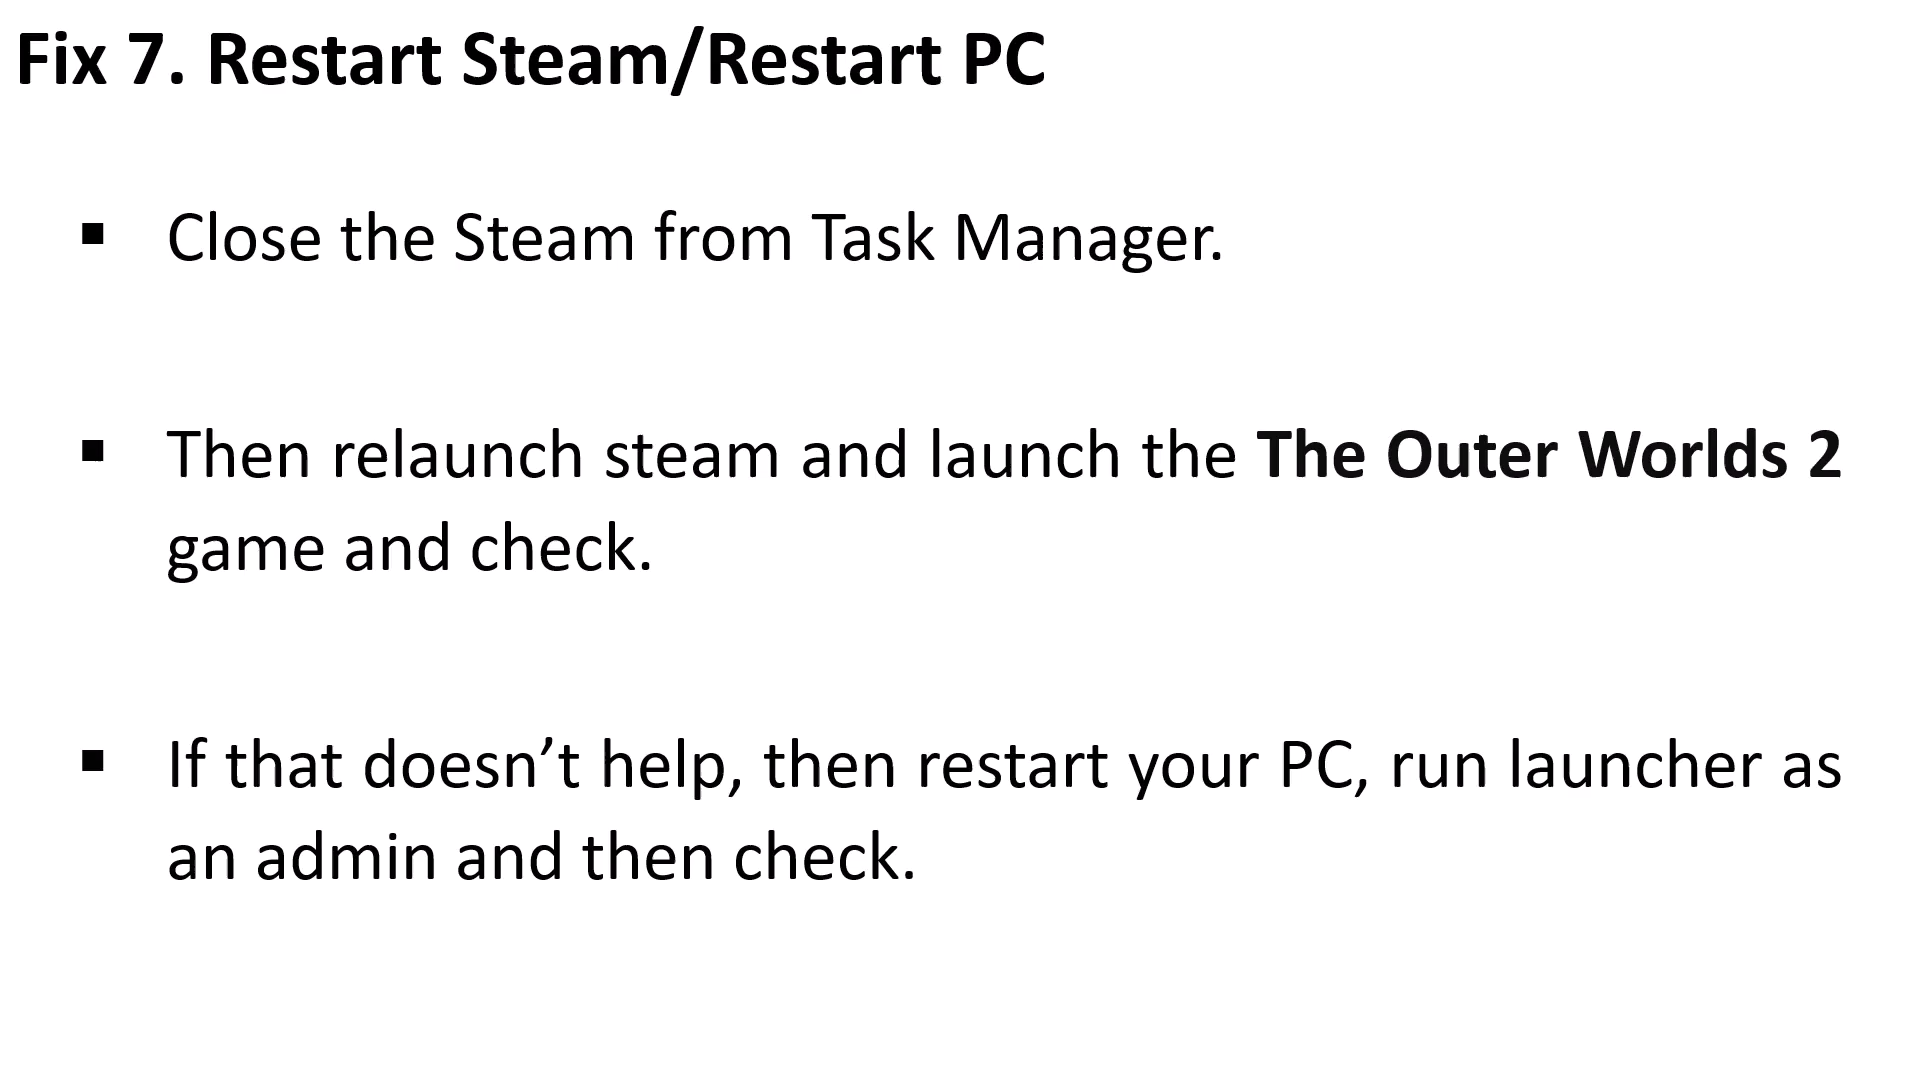 Fix 7. Restart Steam/Restart PC
▪ Close the Steam from Task Manager.
▪ Then relaunch steam and launch the The Outer Worlds 2
game and check.
▪ If that doesn’t help, then restart your PC, run launcher as
an admin and then check.